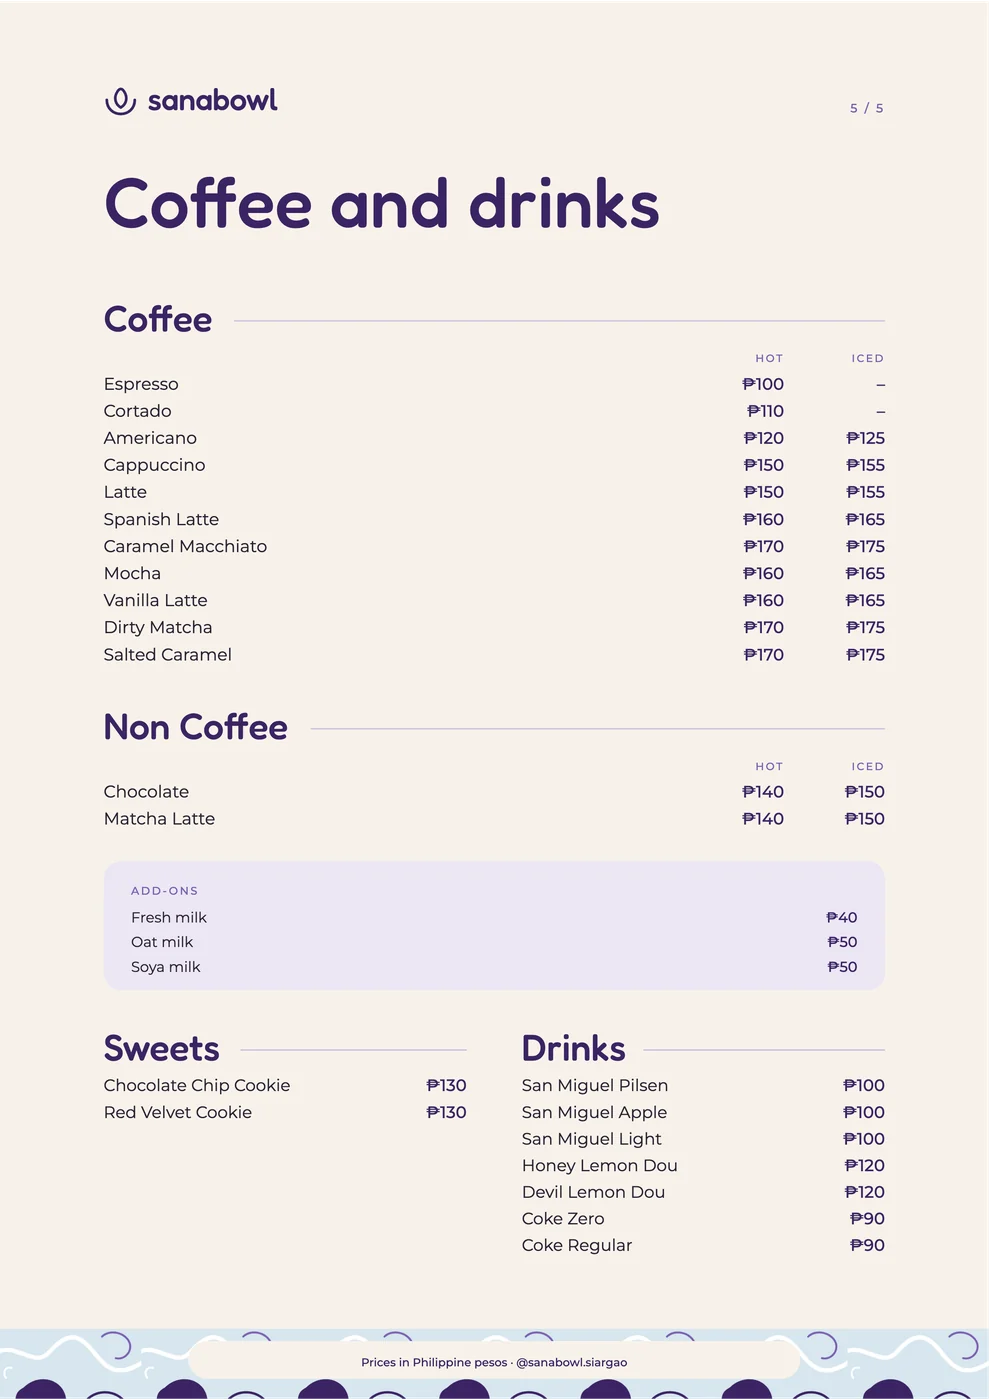 sanabowl
5 / 5
Coffee and drinks
Coffee
HOT ICED
Espresso ₱100 –
Cortado ₱110 –
Americano ₱120 ₱125
Cappuccino ₱150 ₱155
Latte ₱150 ₱155
Spanish Latte ₱160 ₱165
Caramel Macchiato ₱170 ₱175
Mocha ₱160 ₱165
Vanilla Latte ₱160 ₱165
Dirty Matcha ₱170 ₱175
Salted Caramel ₱170 ₱175
Non Coffee
HOT ICED
Chocolate ₱140 ₱150
Matcha Latte ₱140 ₱150
ADD-ONS
Fresh milk ₱40
Oat milk ₱50
Soya milk ₱50
Sweets
Chocolate Chip Cookie ₱130
Red Velvet Cookie ₱130
Drinks
San Miguel Pilsen ₱100
San Miguel Apple ₱100
San Miguel Light ₱100
Honey Lemon Dou ₱120
Devil Lemon Dou ₱120
Coke Zero ₱90
Coke Regular ₱90
Prices in Philippine pesos · @sanabowl.siargao